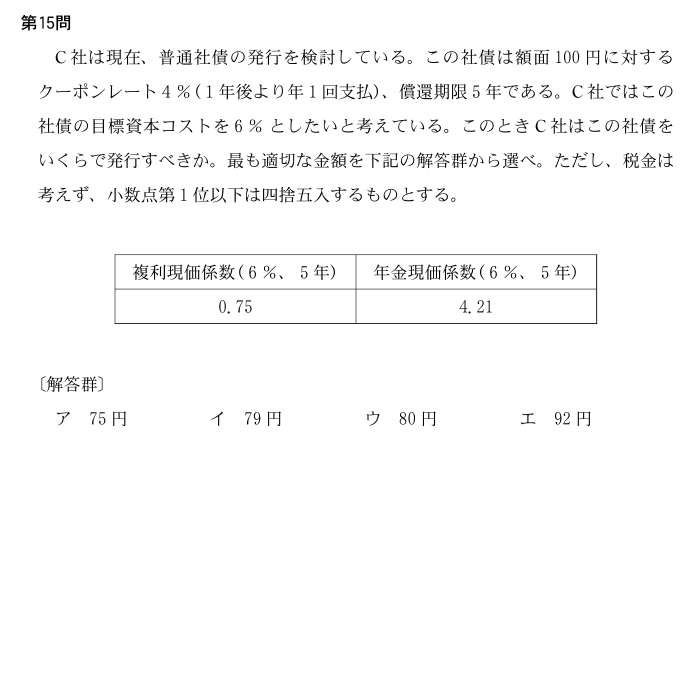 第15問
C社は現在、普通社債の発行を検討している。この社債は額面100円に対する
クーポンレート4％(1年後より年1回支払)、償還期限5年である。C社ではこの
社債の目標資本コストを6％としたいと考えている。このときC社はこの社債を
いくらで発行すべきか。最も適切な金額を下記の解答群から選べ。ただし、税金は
考えず、小数点第1位以下は四捨五入するものとする。
複利現価係数(6％、5年) 年金現価係数(6％、5年)
0.75 4.21
〔解答群〕
ア 75円 イ 79円 ウ 80円 エ 92円